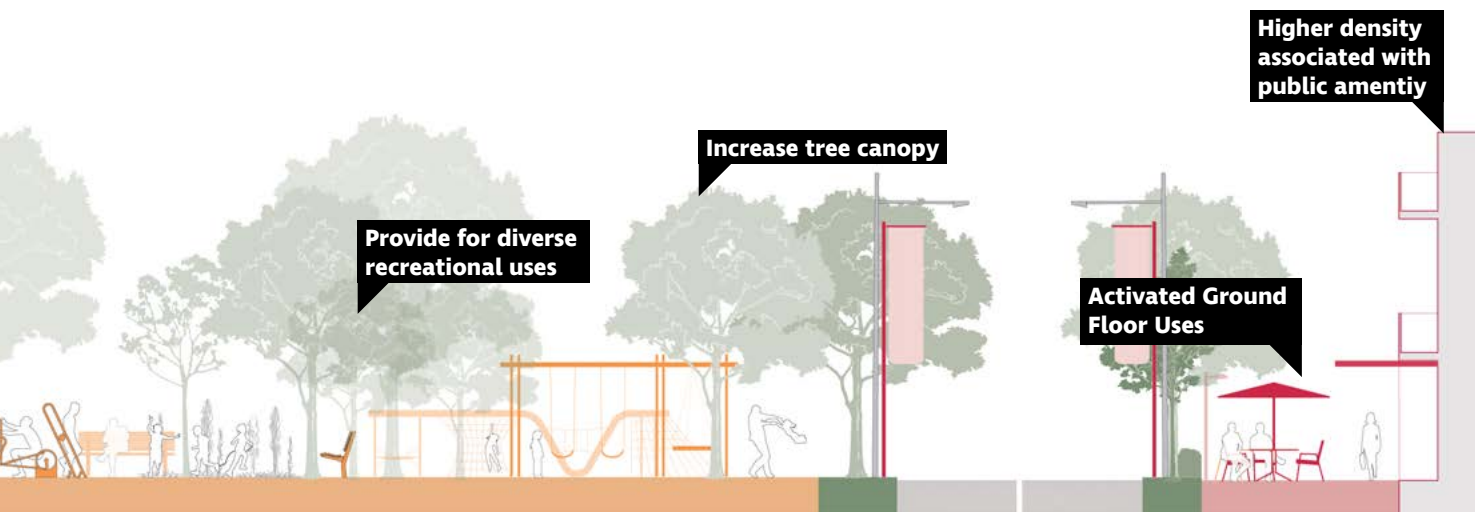 Higher density
associated with
public amentiy
Increase tree canopy
Provide for diverse
recreational uses
Activated Ground
Floor Uses